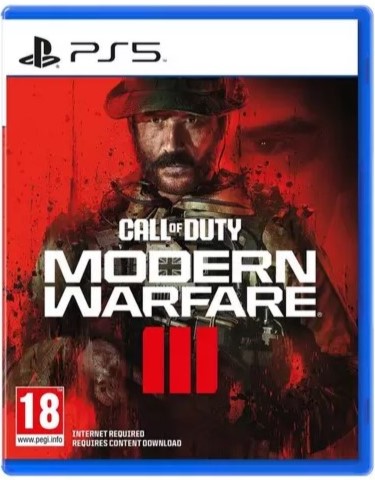 PS5
CALL OF DUTY
MODERN
WARFARE
III
18
www.pegi.info
INTERNET REQUIRED
REQUIRES CONTENT DOWNLOAD